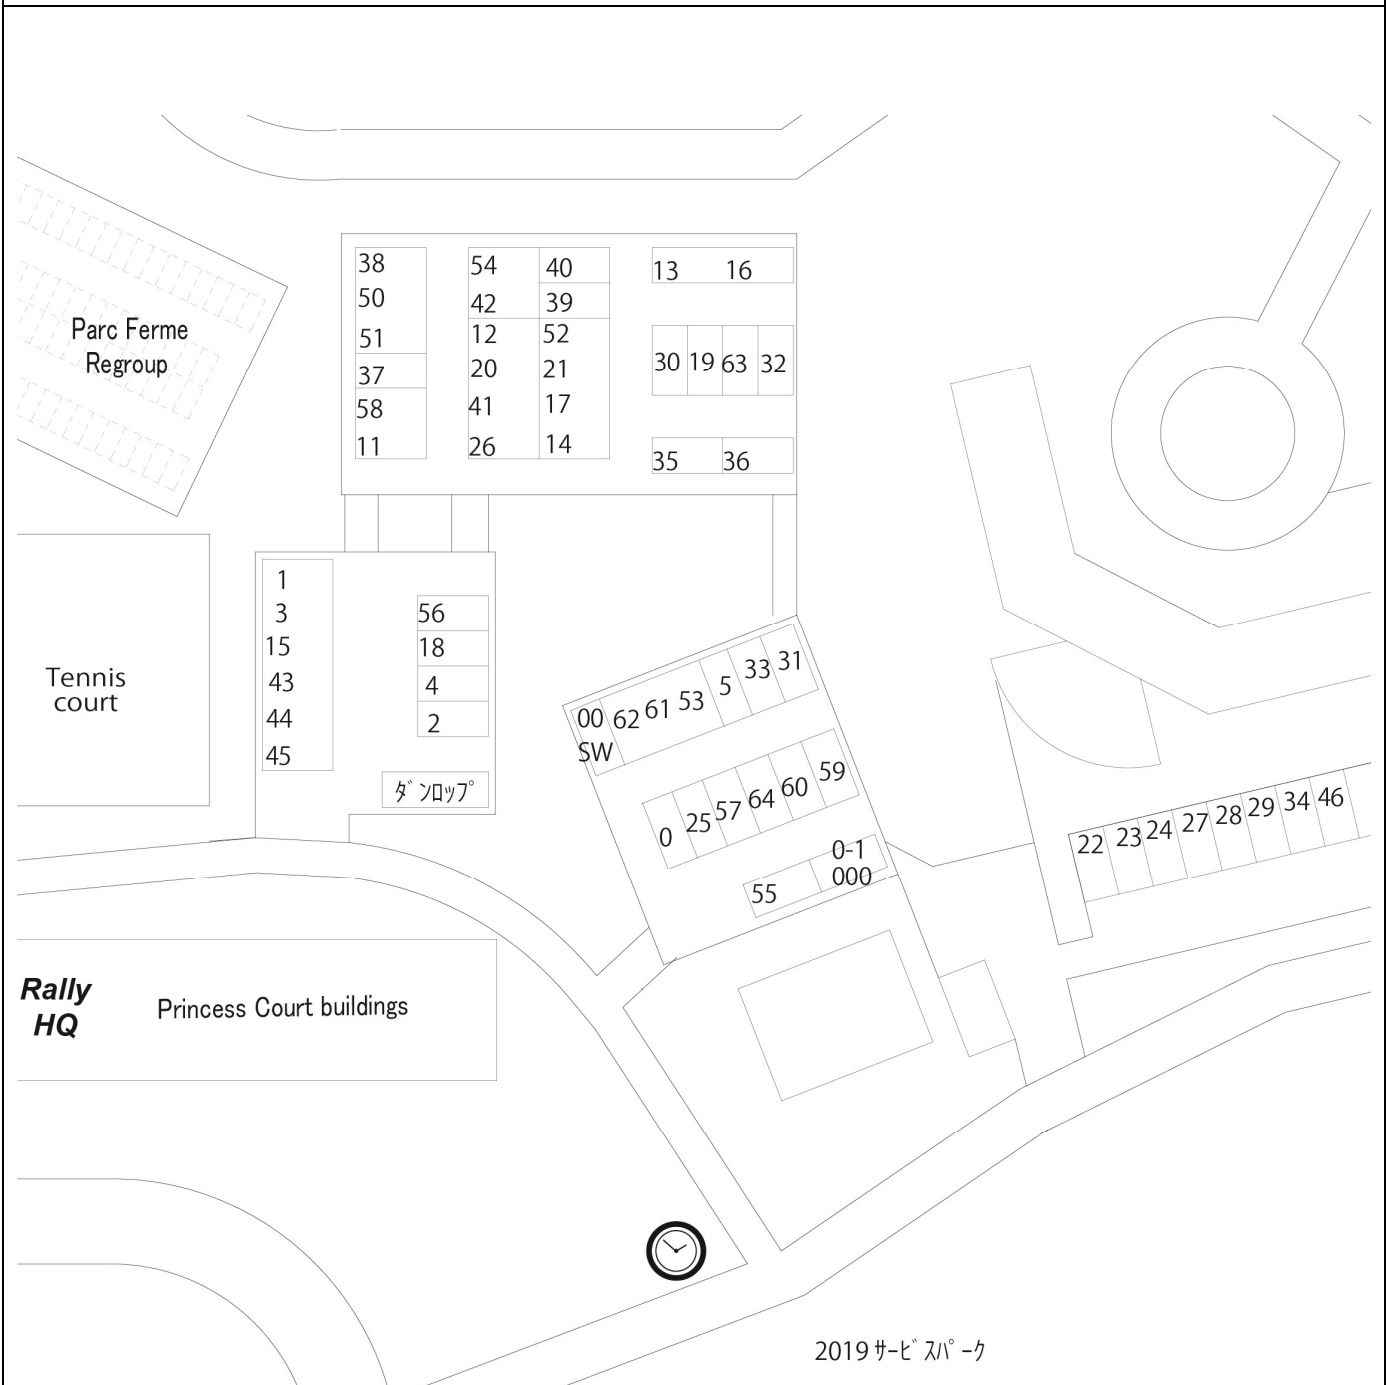 38
50
51
37
58
11
54 40
42 39
12 52
20 21
41 17
26 14
13 16
30 19 63 32
35 36
Parc Ferme
Regroup
1
3
15
43
44
45
56
18
4
2
ﾀﾞﾝﾛｯﾌﾟ
Tennis
court
00 62 61 53 5 33 31
SW
0 25 57 64 60 59
55
0-1
000
22 23 24 27 28 29 34 46
Rally
HQ
Princess Court buildings
2019 ｻｰﾋﾞｽﾊﾟｰｸ